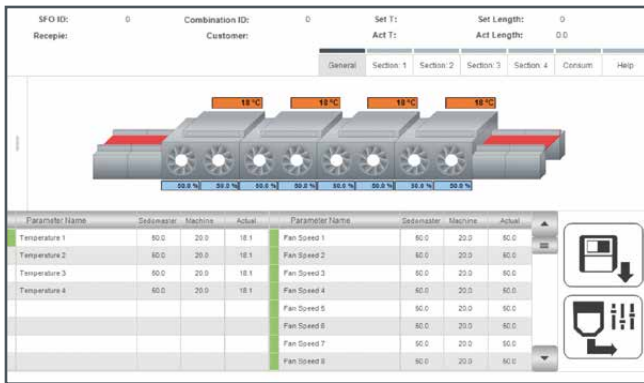 SFO ID: 0 Combination ID: 0 Set T: Set Length: 0
Recepie: Customer: Act T: Act Length: 0.0
General Section: 1 Section: 2 Section: 3 Section: 4 Consum Help
18 °C 18 °C 18 °C 18 °C
50.0 % 50.0 % 50.0 % 50.0 % 50.0 % 50.0 % 50.0 % 50.0 %
Parameter Name Sedomaster Machine Actual Parameter Name Sedomaster Machine Actual
Temperature 1 60.0 20.0 18.1 Fan Speed 1 60.0 20.0 50.0
Temperature 2 60.0 20.0 18.1 Fan Speed 2 60.0 20.0 50.0
Temperature 3 60.0 20.0 18.1 Fan Speed 3 60.0 20.0 50.0
Temperature 4 60.0 20.0 18.1 Fan Speed 4 60.0 20.0 50.0
Fan Speed 5 60.0 20.0 50.0
Fan Speed 6 60.0 20.0 50.0
Fan Speed 7 60.0 20.0 50.0
Fan Speed 8 60.0 20.0 50.0